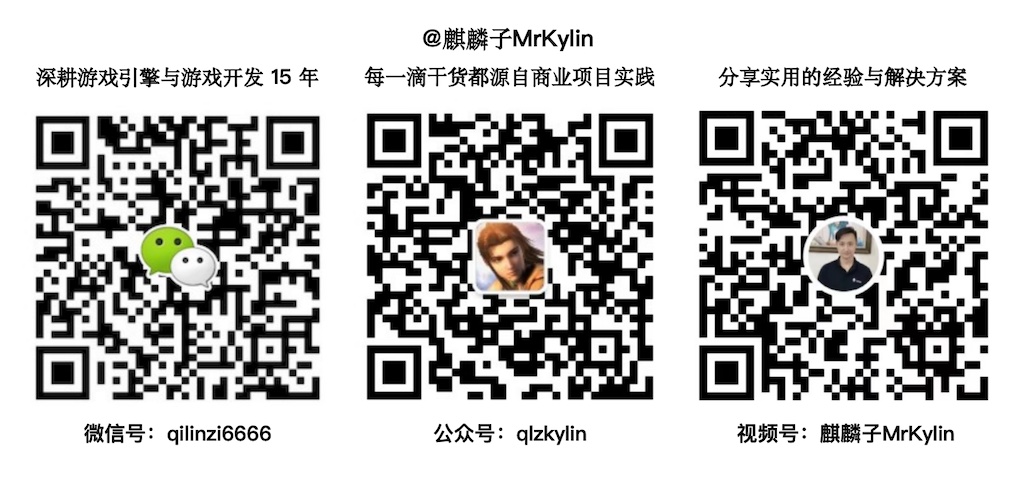 @麒麟子MrKylin
深耕游戏引擎与游戏开发 15 年
每一滴干货都源自商业项目实践
分享实用的经验与解决方案
微信号：qilinzi6666
公众号：qlzkylin
视频号：麒麟子MrKylin